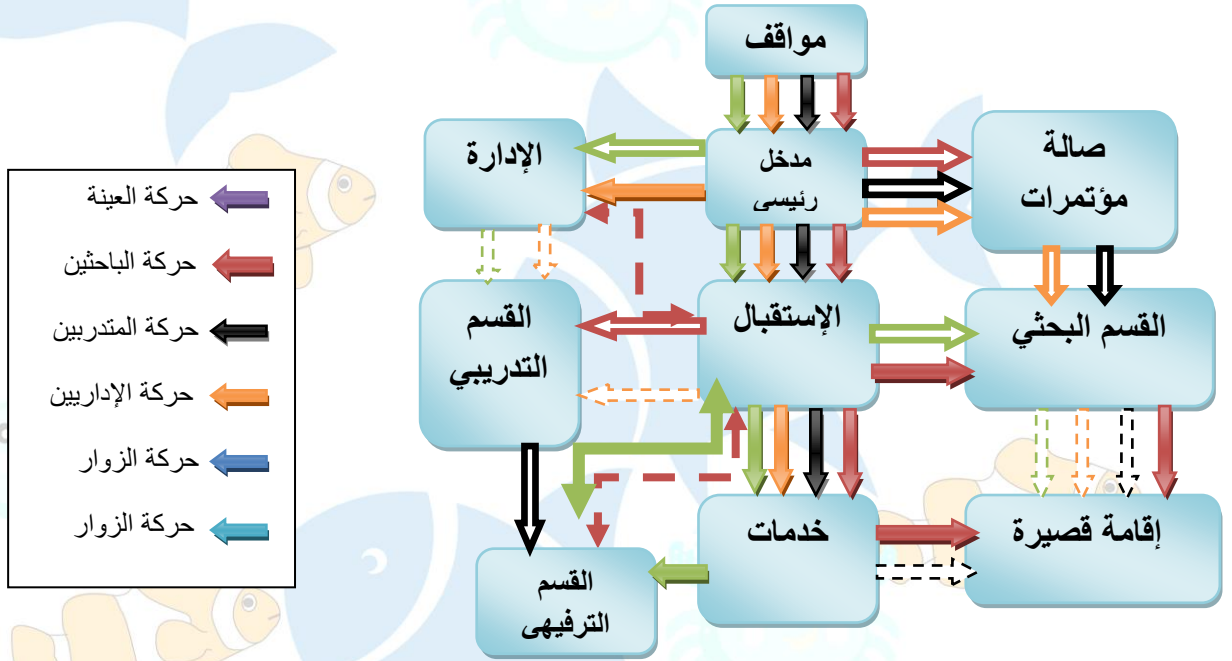 مواقف
الإدارة
مدخل
رئيسى
صالة
مؤتمرات
القسم
التدريبي
الإستقبال
القسم البحثي
القسم
الترفيهى
خدمات
إقامة قصيرة
حركة العينة
حركة الباحثين
حركة المتدربين
حركة الإداريين
حركة الزوار
حركة الزوار